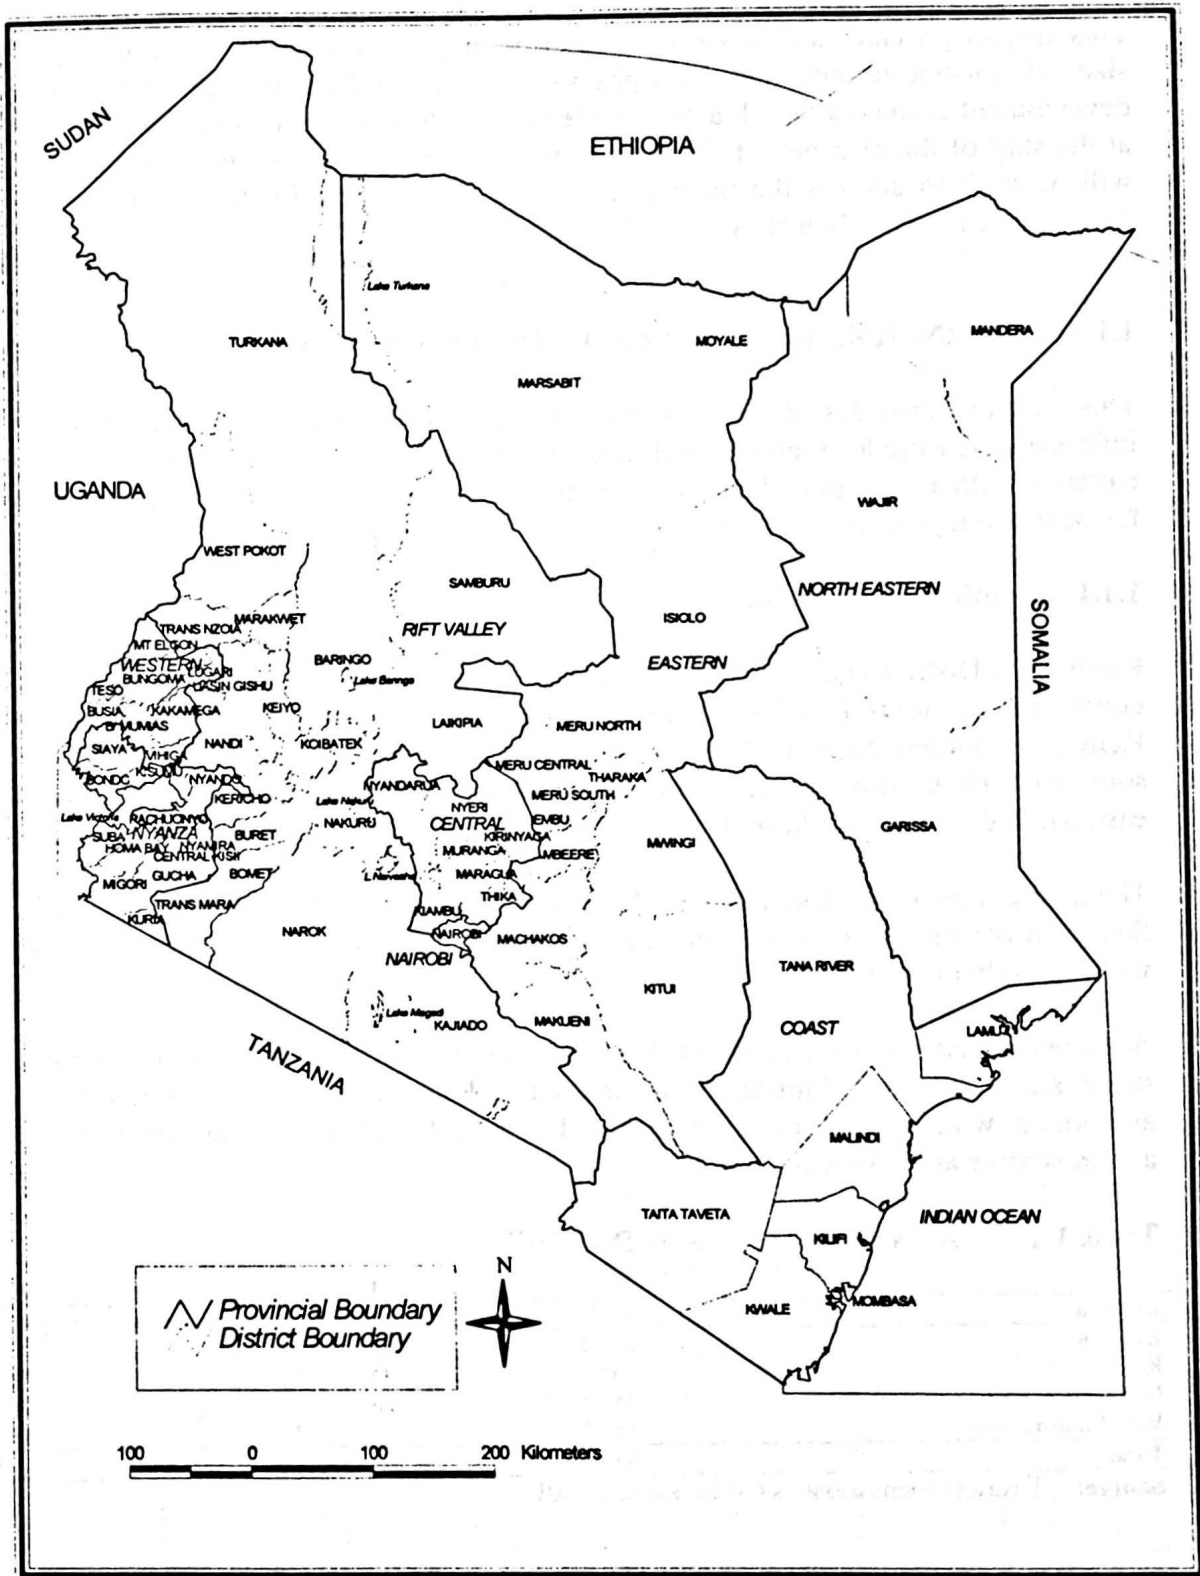 SUDAN
ETHIOPIA
Lake Turkana
TURKANA
MOYALE
MANDERA
MARSABIT
UGANDA
WAJIR
WEST POKOT
SAMBURU
NORTH EASTERN
SOMALIA
MARAKWET
TRANS NZOIA
RIFT VALLEY
ISIOLO
MT ELGON
WESTERN
LUGARI
BARINGO
EASTERN
BUNGOMA
UASIN GISHU
Lake Baringo
TESO
BUSIA
KAKAMEGA
KEIYO
LAIKIPIA
MERU NORTH
B/MUMIAS
SIAYA
NANDI
KOIBATEK
VIHIGA
MERU CENTRAL
KISUMU
BONDO
NYANDO
NYANDARUA
THARAKA
KERICHO
Lake Nakuru
NYERI
MERU SOUTH
Lake Victoria
RACHUONYO
NAKURU
CENTRAL
EMBU
GARISSA
SUBA
NYANZA
BURET
KIRINYAGA
MWINGI
HOMA BAY
NYAMIRA
MURANGA
MBEERE
CENTRAL KISII
GUCHA
BOMET
L. Naivasha
MARAGUA
MIGORI
THIKA
TRANS MARA
KIAMBU
KURIA
NAROK
NAIROBI
MACHAKOS
NAIROBI
TANA RIVER
KITUI
Lake Magadi
KAJIADO
MAKUENI
COAST
LAMU
TANZANIA
MALINDI
TAITA TAVETA
INDIAN OCEAN
KILIFI
KWALE
MOMBASA
N
Provincial Boundary
District Boundary
100 0 100 200 Kilometers